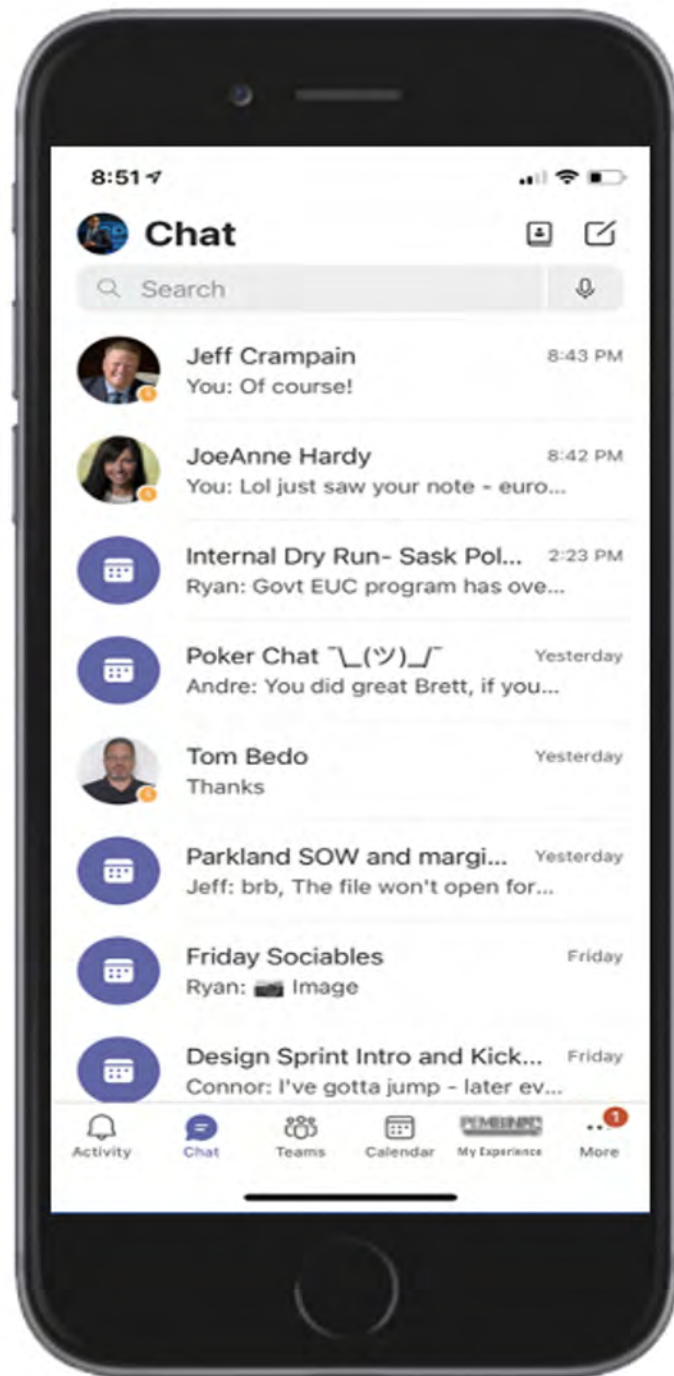 8:51
Chat
Search
Jeff Crampain 8:43 PM
You: Of course!
JoeAnne Hardy 8:42 PM
You: Lol just saw your note - euro...
Internal Dry Run- Sask Pol... 2:23 PM
Ryan: Govt EUC program has ove...
Poker Chat ¯\_(ツ)_/¯ Yesterday
Andre: You did great Brett, if you...
Tom Bedo Yesterday
Thanks
Parkland SOW and margi... Yesterday
Jeff: brb, The file won't open for...
Friday Sociables Friday
Ryan: 📷 Image
Design Sprint Intro and Kick... Friday
Connor: I've gotta jump - later ev...
1
Activity Chat Teams Calendar My Experience More